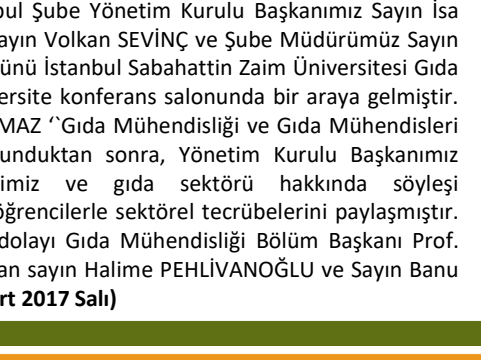 bul Şube Yönetim Kurulu Başkanımız Sayın İsa
ayın Volkan SEVİNÇ ve Şube Müdürümüz Sayın
ünü İstanbul Sabahattin Zaim Üniversitesi Gıda
ersite konferans salonunda bir araya gelmiştir.
MAZ ‘`Gıda Mühendisliği ve Gıda Mühendisleri
unduktan sonra, Yönetim Kurulu Başkanımız
imiz ve gıda sektörü hakkında söyleşi
öğrencilerle sektörel tecrübelerini paylaşmıştır.
dolayı Gıda Mühendisliği Bölüm Başkanı Prof.
an sayın Halime PEHLİVANOĞLU ve Sayın Banu
rt 2017 Salı)